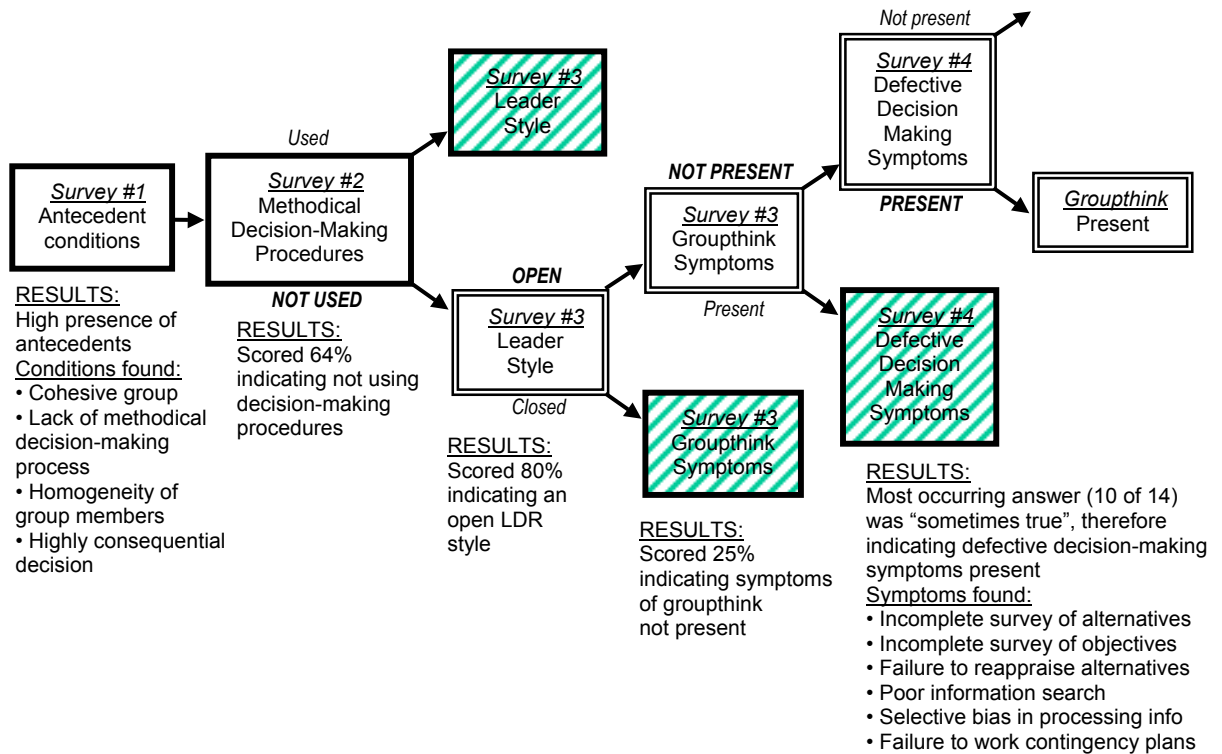 Survey #1
Antecedent
conditions
RESULTS:
High presence of
antecedents
Conditions found:
• Cohesive group
• Lack of methodical
decision-making
process
• Homogeneity of
group members
• Highly consequential
decision
Used
Survey #2
Methodical
Decision-Making
Procedures
NOT USED
RESULTS:
Scored 64%
indicating not using
decision-making
procedures
Survey #3
Leader
Style
OPEN
Survey #3
Leader
Style
Closed
RESULTS:
Scored 80%
indicating an
open LDR
style
NOT PRESENT
Survey #3
Groupthink
Symptoms
Present
Survey #3
Groupthink
Symptoms
RESULTS:
Scored 25%
indicating symptoms
of groupthink
not present
Not present
Survey #4
Defective
Decision
Making
Symptoms
PRESENT
Groupthink
Present
Survey #4
Defective
Decision
Making
Symptoms
RESULTS:
Most occurring answer (10 of 14)
was “sometimes true”, therefore
indicating defective decision-making
symptoms present
Symptoms found:
• Incomplete survey of alternatives
• Incomplete survey of objectives
• Failure to reappraise alternatives
• Poor information search
• Selective bias in processing info
• Failure to work contingency plans